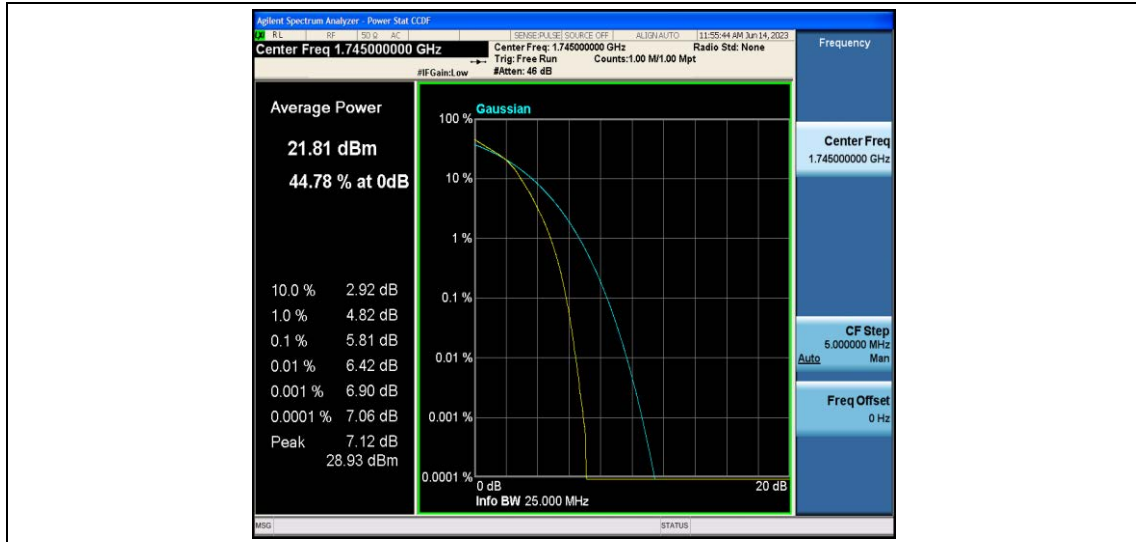 Agilent Spectrum Analyzer - Power Stat CCDF
RL RF 50 Ω AC SENSE:PULSE SOURCE OFF ALIGN AUTO 11:55:44 AM Jun 14, 2023
Center Freq 1.745000000 GHz
Center Freq: 1.745000000 GHz Radio Std: None
Trig: Free Run Counts:1.00 M/1.00 Mpt
#IFGain:Low #Atten: 46 dB
Frequency
Average Power
21.81 dBm
44.78 % at 0dB
10.0 % 2.92 dB
1.0 % 4.82 dB
0.1 % 5.81 dB
0.01 % 6.42 dB
0.001 % 6.90 dB
0.0001 % 7.06 dB
Peak 7.12 dB
28.93 dBm
Gaussian
100 %
10 %
1 %
0.1 %
0.01 %
0.001 %
0.0001 %
0 dB 20 dB
Info BW 25.000 MHz
Center Freq
1.745000000 GHz
CF Step
5.000000 MHz
Auto Man
Freq Offset
0 Hz
MSG STATUS